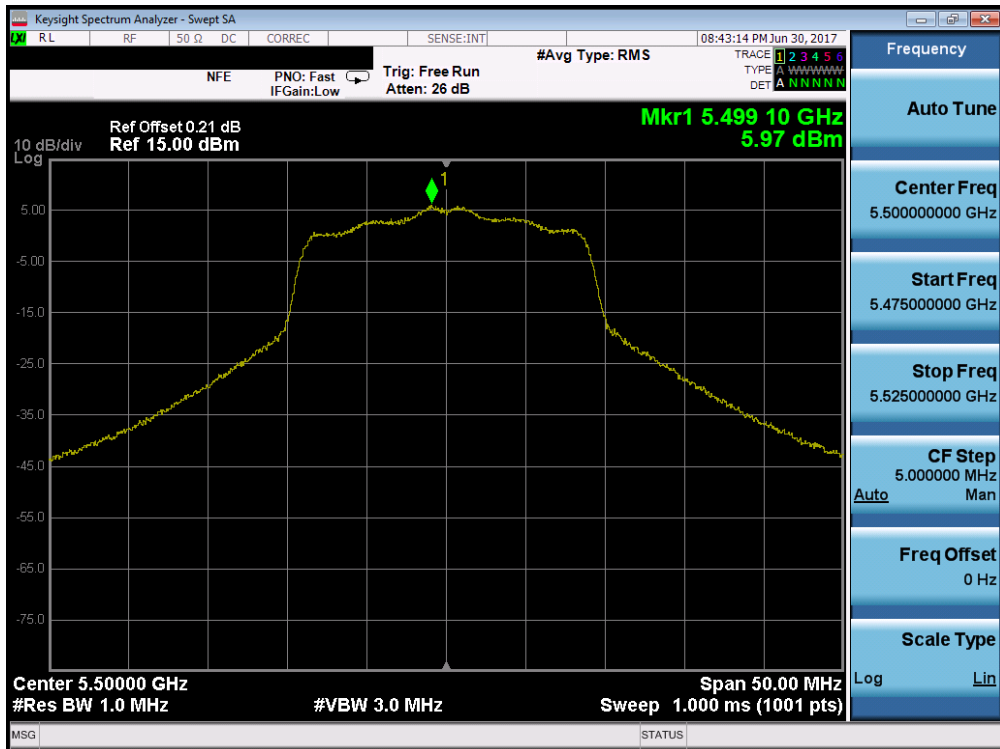 Keysight Spectrum Analyzer - Swept SA
LXI RL RF 50 Ω DC CORREC SENSE:INT 08:43:14 PM Jun 30, 2017
#Avg Type: RMS
TRACE 1 2 3 4 5 6
TYPE A WWWWW
DET A N N N N N
NFE
PNO: Fast
IFGain:Low
Trig: Free Run
Atten: 26 dB
Mkr1 5.499 10 GHz
5.97 dBm
Ref Offset 0.21 dB
Ref 15.00 dBm
10 dB/div
Log
1
5.00
-5.00
-15.0
-25.0
-35.0
-45.0
-55.0
-65.0
-75.0
Center 5.50000 GHz
Span 50.00 MHz
#Res BW 1.0 MHz
#VBW 3.0 MHz
Sweep 1.000 ms (1001 pts)
MSG
STATUS
Frequency
Auto Tune
Center Freq
5.500000000 GHz
Start Freq
5.475000000 GHz
Stop Freq
5.525000000 GHz
CF Step
5.000000 MHz
Auto Man
Freq Offset
0 Hz
Scale Type
Log Lin